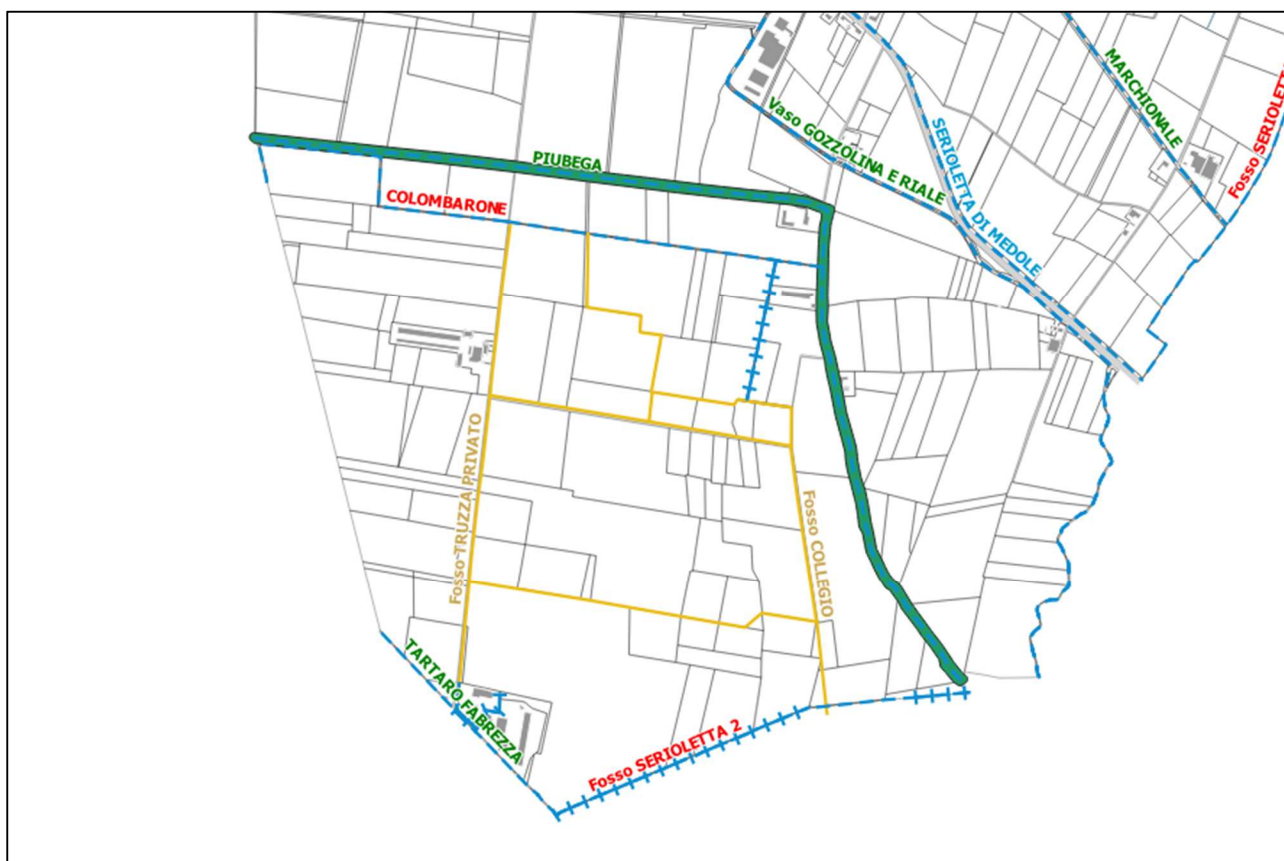 MARCHIONALE
Fosso SERIOLETT
Vaso GOZZOLINA E RIALE
SERIOLETTA DI MEDOLE
PIUBEGA
COLOMBARONE
Fosso TRUZZA PRIVATO
Fosso COLLEGIO
TARTARO FABREZZA
Fosso SERIOLETTA 2